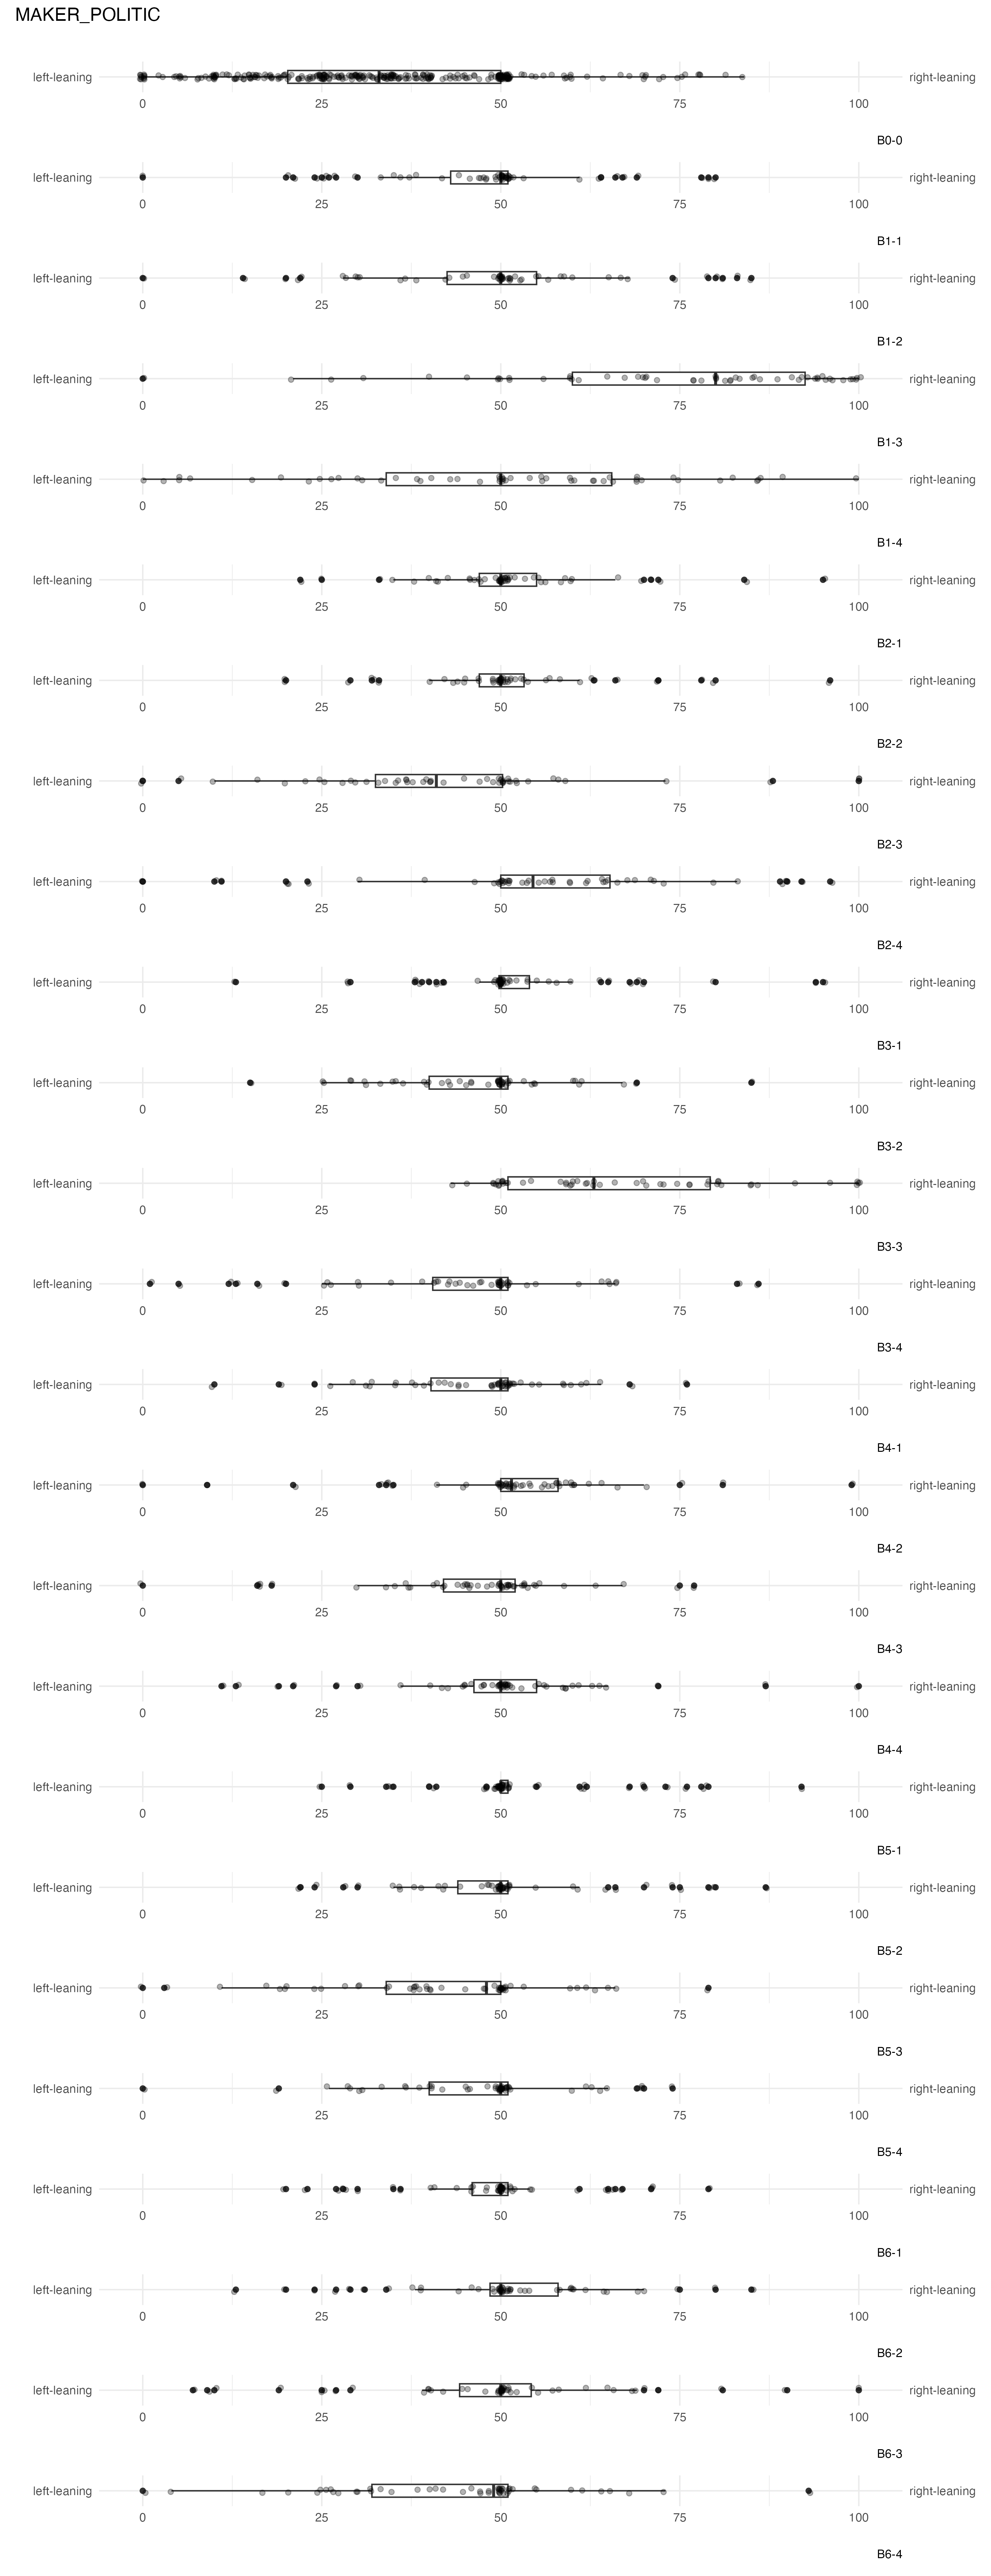 MAKER_POLITIC
left-leaning right-leaning
0 25 50 75 100
B0-0
left-leaning right-leaning
0 25 50 75 100
B1-1
left-leaning right-leaning
0 25 50 75 100
B1-2
left-leaning right-leaning
0 25 50 75 100
B1-3
left-leaning right-leaning
0 25 50 75 100
B1-4
left-leaning right-leaning
0 25 50 75 100
B2-1
left-leaning right-leaning
0 25 50 75 100
B2-2
left-leaning right-leaning
0 25 50 75 100
B2-3
left-leaning right-leaning
0 25 50 75 100
B2-4
left-leaning right-leaning
0 25 50 75 100
B3-1
left-leaning right-leaning
0 25 50 75 100
B3-2
left-leaning right-leaning
0 25 50 75 100
B3-3
left-leaning right-leaning
0 25 50 75 100
B3-4
left-leaning right-leaning
0 25 50 75 100
B4-1
left-leaning right-leaning
0 25 50 75 100
B4-2
left-leaning right-leaning
0 25 50 75 100
B4-3
left-leaning right-leaning
0 25 50 75 100
B4-4
left-leaning right-leaning
0 25 50 75 100
B5-1
left-leaning right-leaning
0 25 50 75 100
B5-2
left-leaning right-leaning
0 25 50 75 100
B5-3
left-leaning right-leaning
0 25 50 75 100
B5-4
left-leaning right-leaning
0 25 50 75 100
B6-1
left-leaning right-leaning
0 25 50 75 100
B6-2
left-leaning right-leaning
0 25 50 75 100
B6-3
left-leaning right-leaning
0 25 50 75 100
B6-4